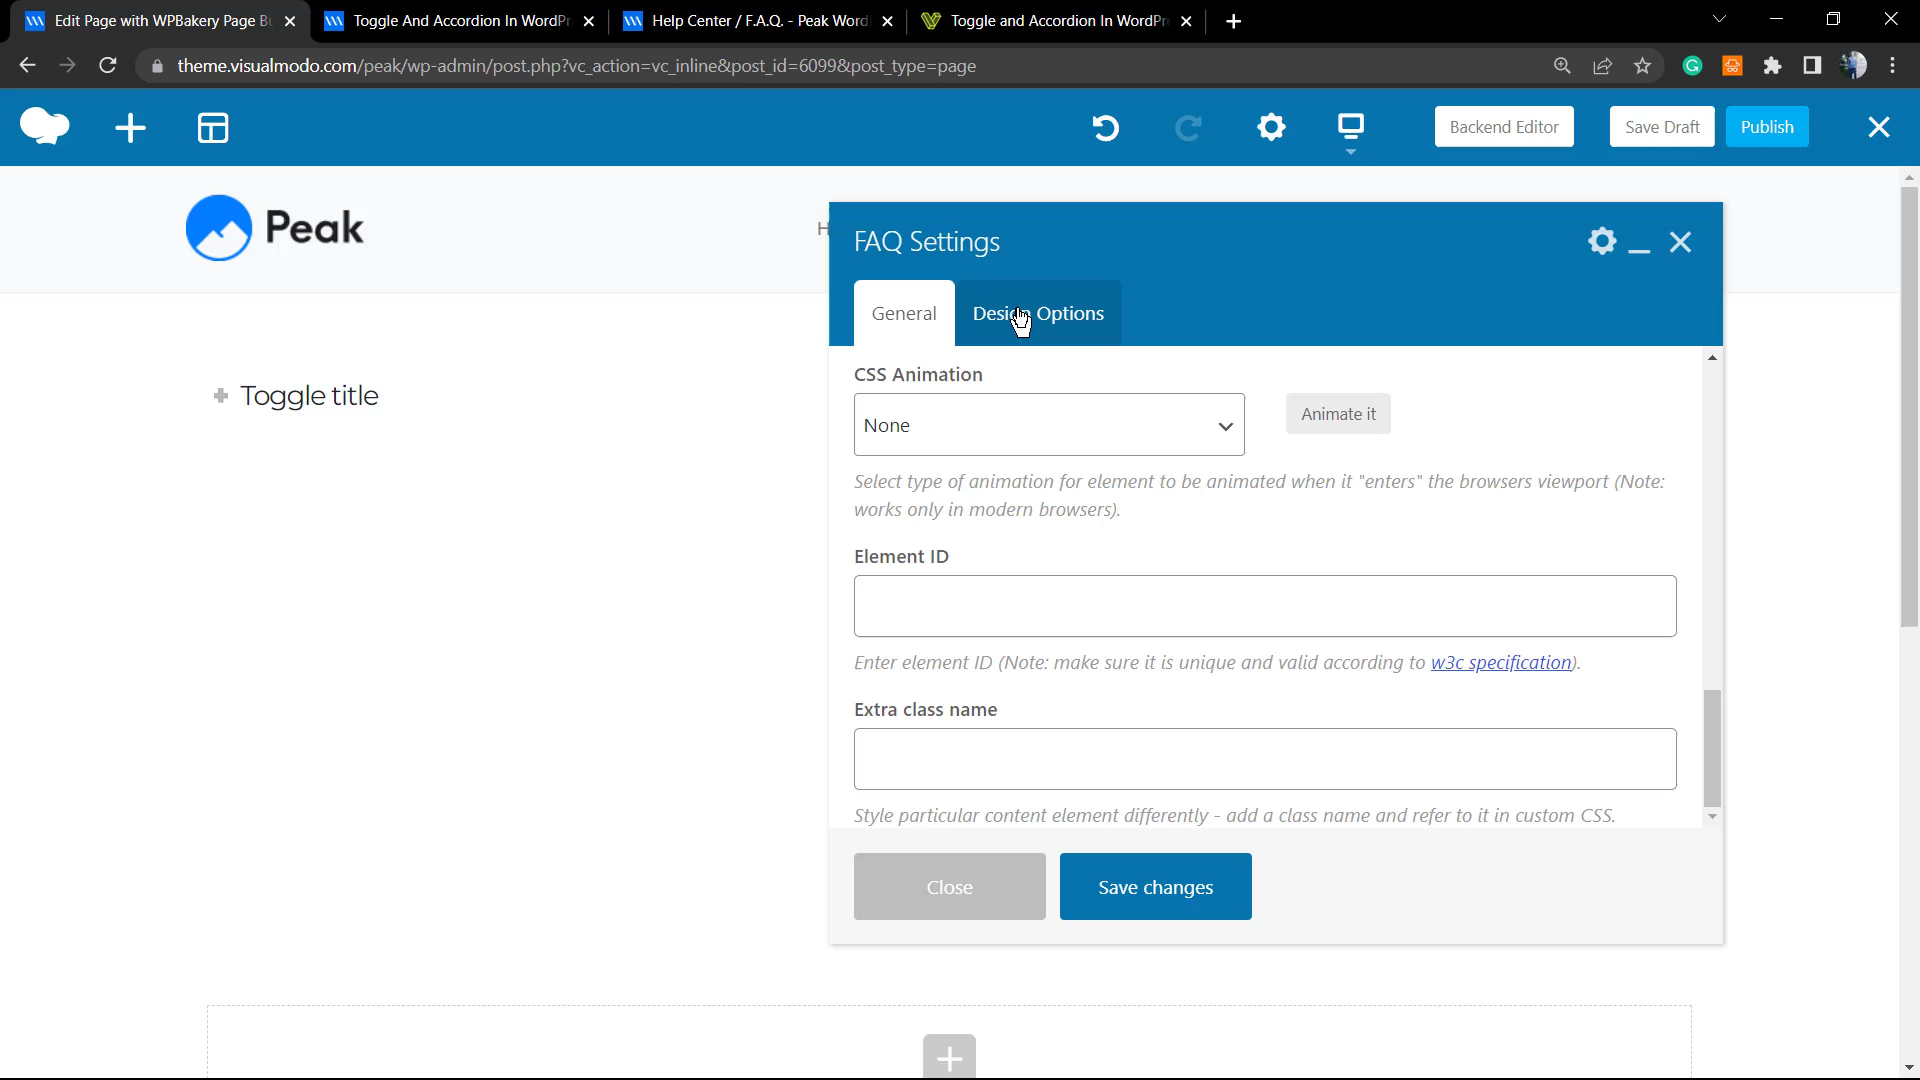 Edit Page with WPBakery Page B
Toggle And Accordion In WordPr
Help Center / F.A.Q. - Peak Word
Toggle and Accordion In WordPr
theme.visualmodo.com/peak/wp-admin/post.php?vc_action=vc_inline&post_id=6099&post_type=page
Backend Editor
Save Draft
Publish
Peak
H
FAQ Settings
General
Design Options
Toggle title
CSS Animation
None
Animate it
Select type of animation for element to be animated when it "enters" the browsers viewport (Note:
works only in modern browsers).
Element ID
Enter element ID (Note: make sure it is unique and valid according to w3c specification).
Extra class name
Style particular content element differently - add a class name and refer to it in custom CSS.
Close
Save changes